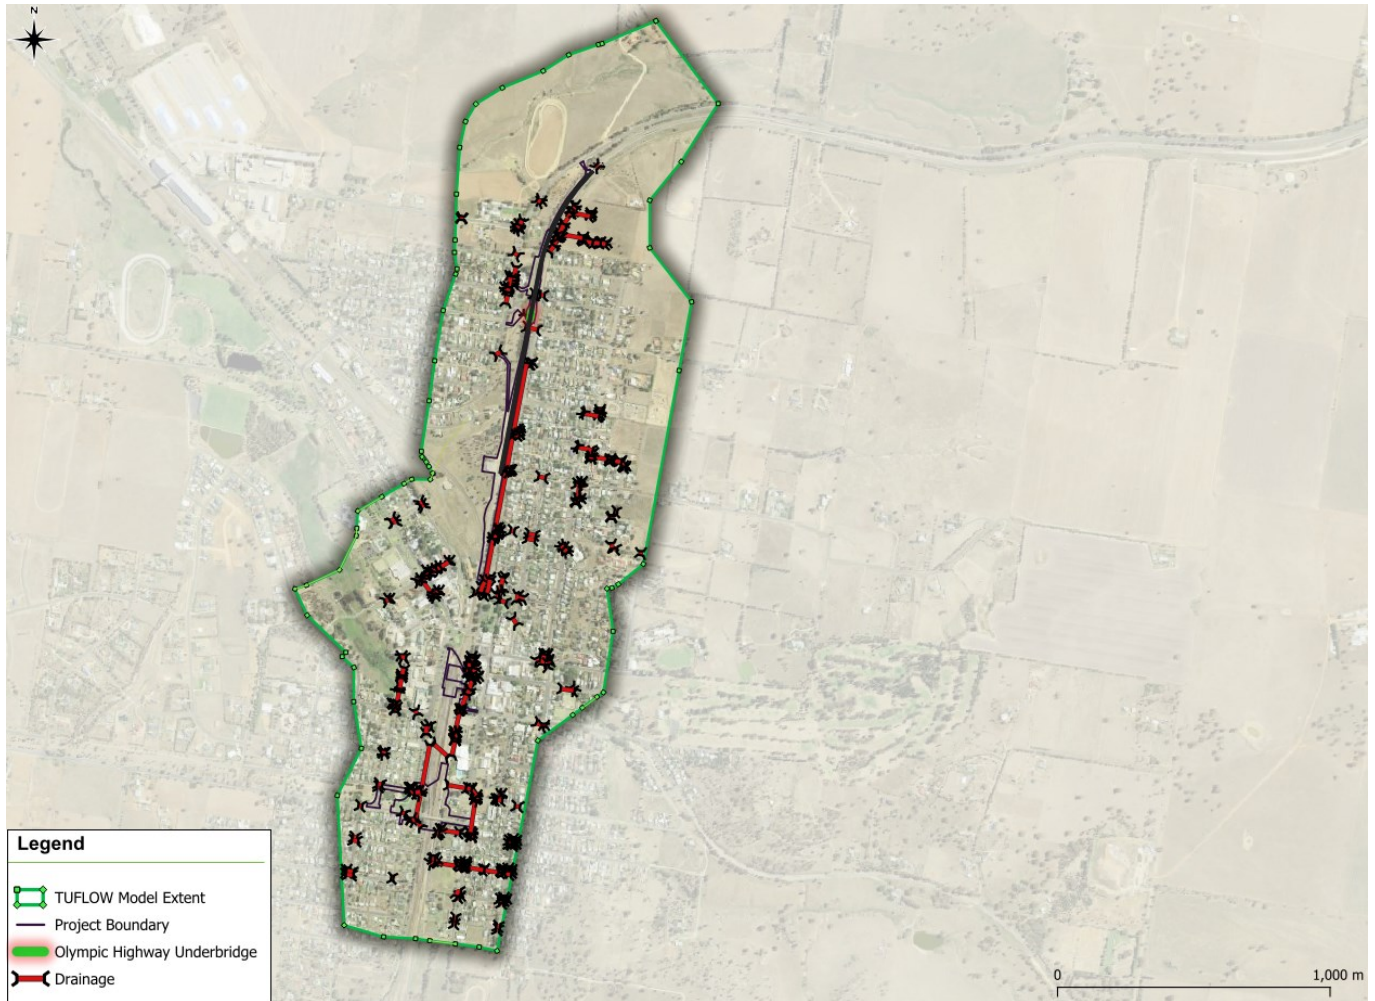 N
Legend
TUFLOW Model Extent
Project Boundary
Olympic Highway Underbridge
Drainage
0 1,000 m